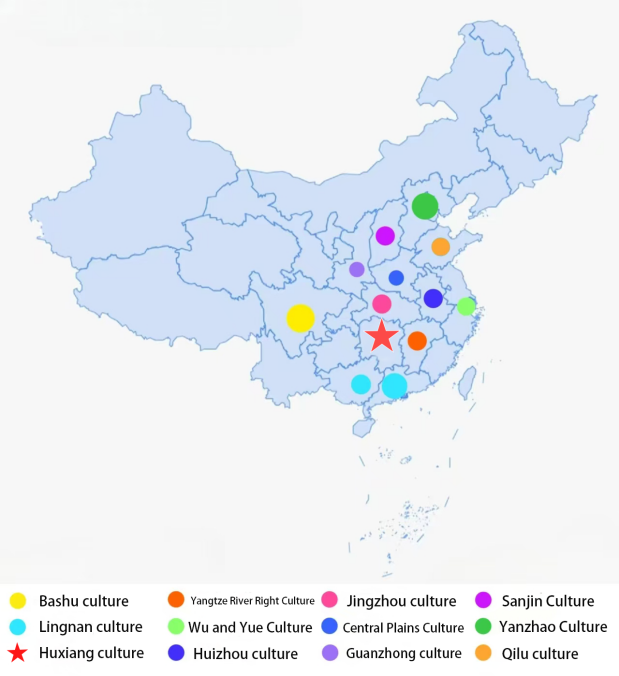 Bashu culture
Yangtze River Right Culture
Jingzhou culture
Sanjin Culture
Lingnan culture
Wu and Yue Culture
Central Plains Culture
Yanzhao Culture
Huxiang culture
Huizhou culture
Guanzhong culture
Qilu culture